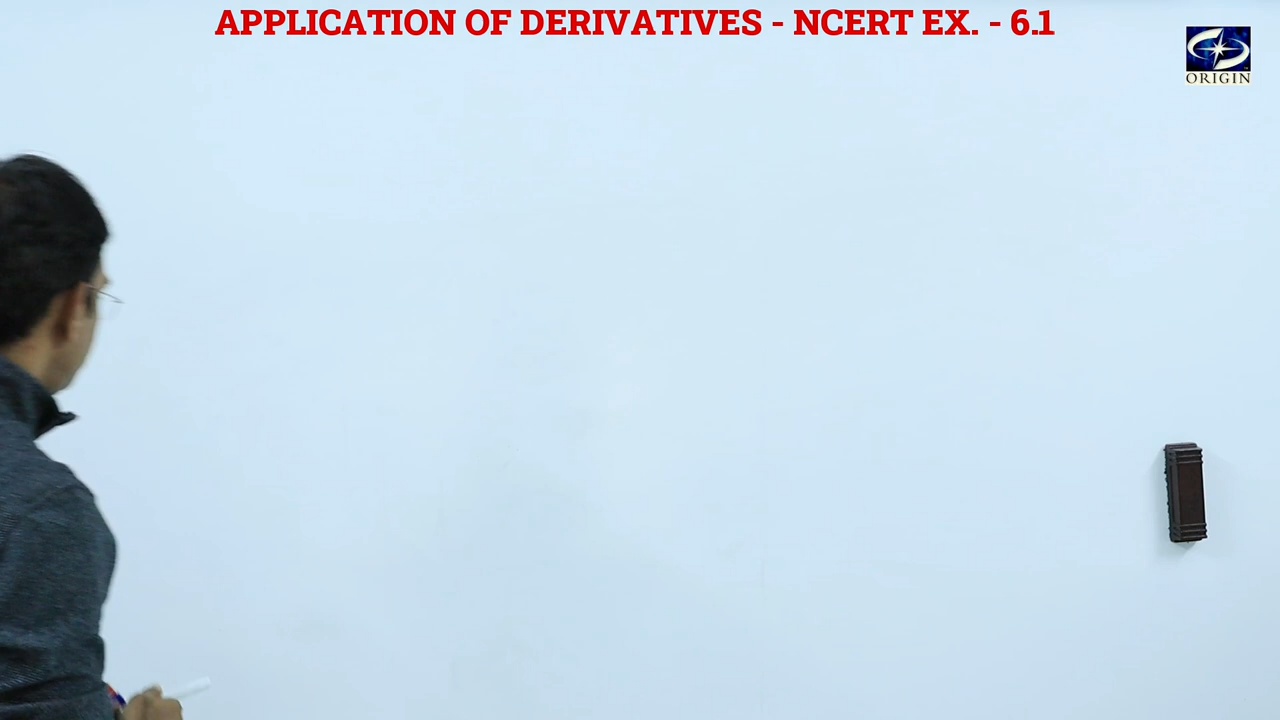 APPLICATION OF DERIVATIVES - NCERT EX. - 6.1
ORIGIN